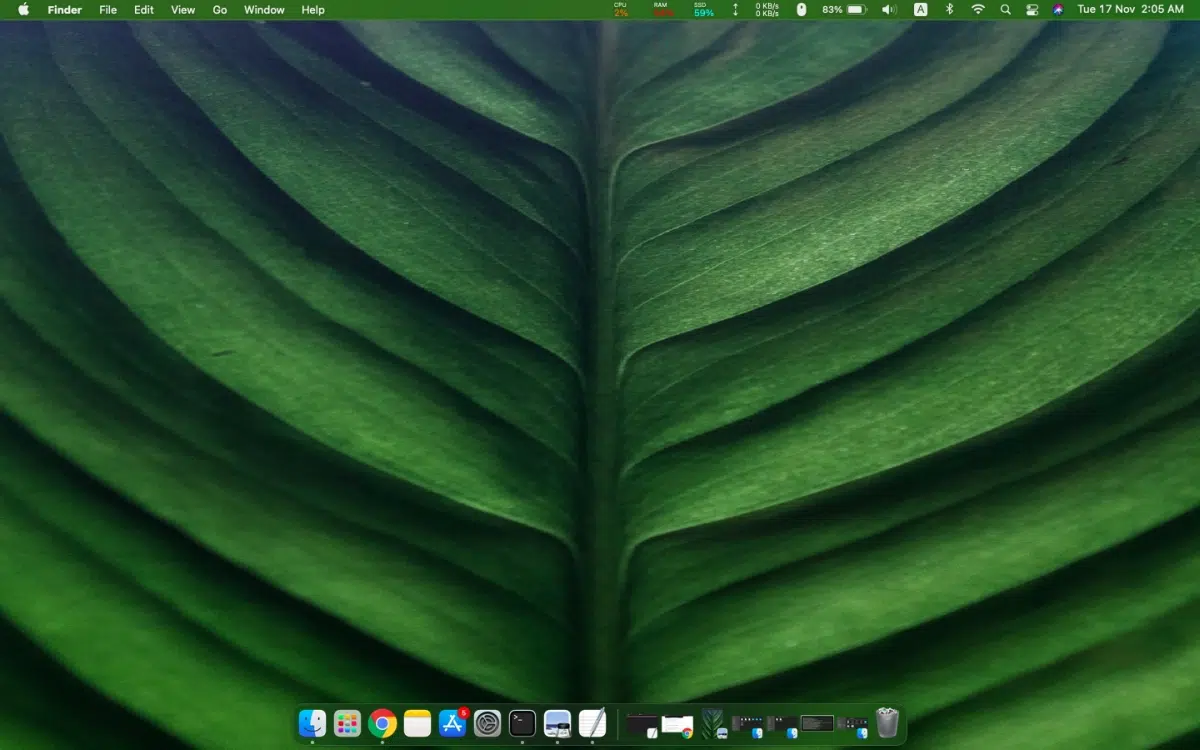 Finder File Edit View Go Window Help CPU RAM SSD 0 KB/s 83% A Tue 17 Nov 2:05 AM
2% 59% 0 KB/s
5